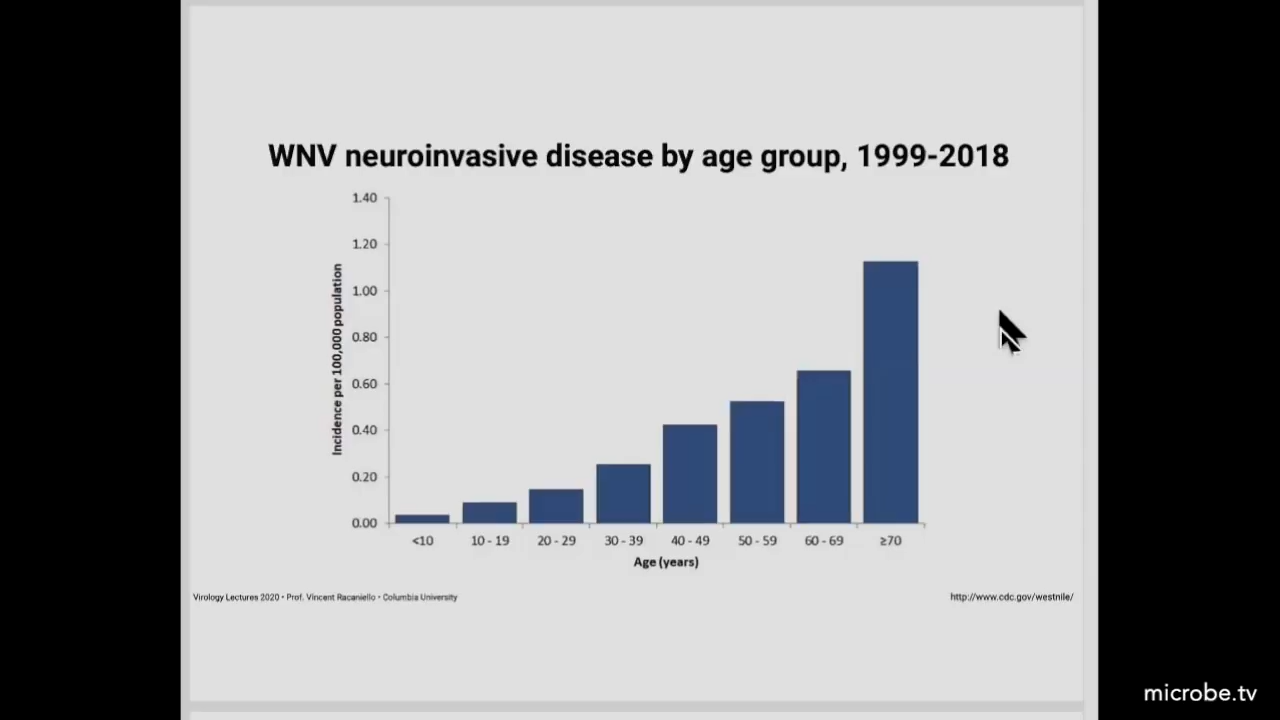 WNV neuroinvasive disease by age group, 1999-2018
1.40
1.20
1.00
0.80
0.60
0.40
0.20
0.00
Incidence per 100,000 population
<10
10 - 19
20 - 29
30 - 39
40 - 49
50 - 59
60 - 69
≥70
Age (years)
Virology Lectures 2020 • Prof. Vincent Racaniello • Columbia University
http://www.cdc.gov/westnile/
microbe.tv